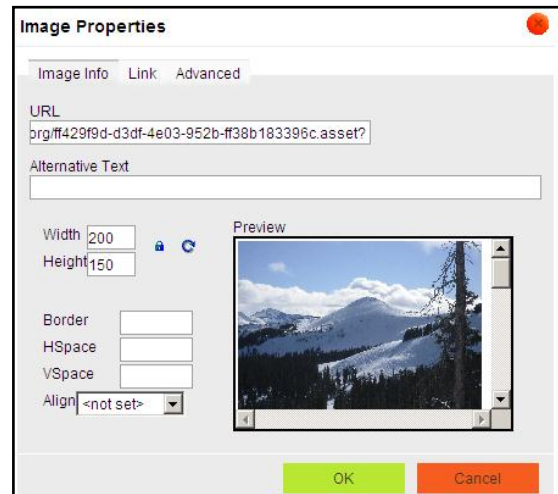 Image Properties
Image Info Link Advanced
URL
org/ff429f9d-d3df-4e03-952b-ff38b183396c.asset?
Alternative Text
Width 200
Height 150
Preview
Border
HSpace
VSpace
Align <not set>
OK Cancel